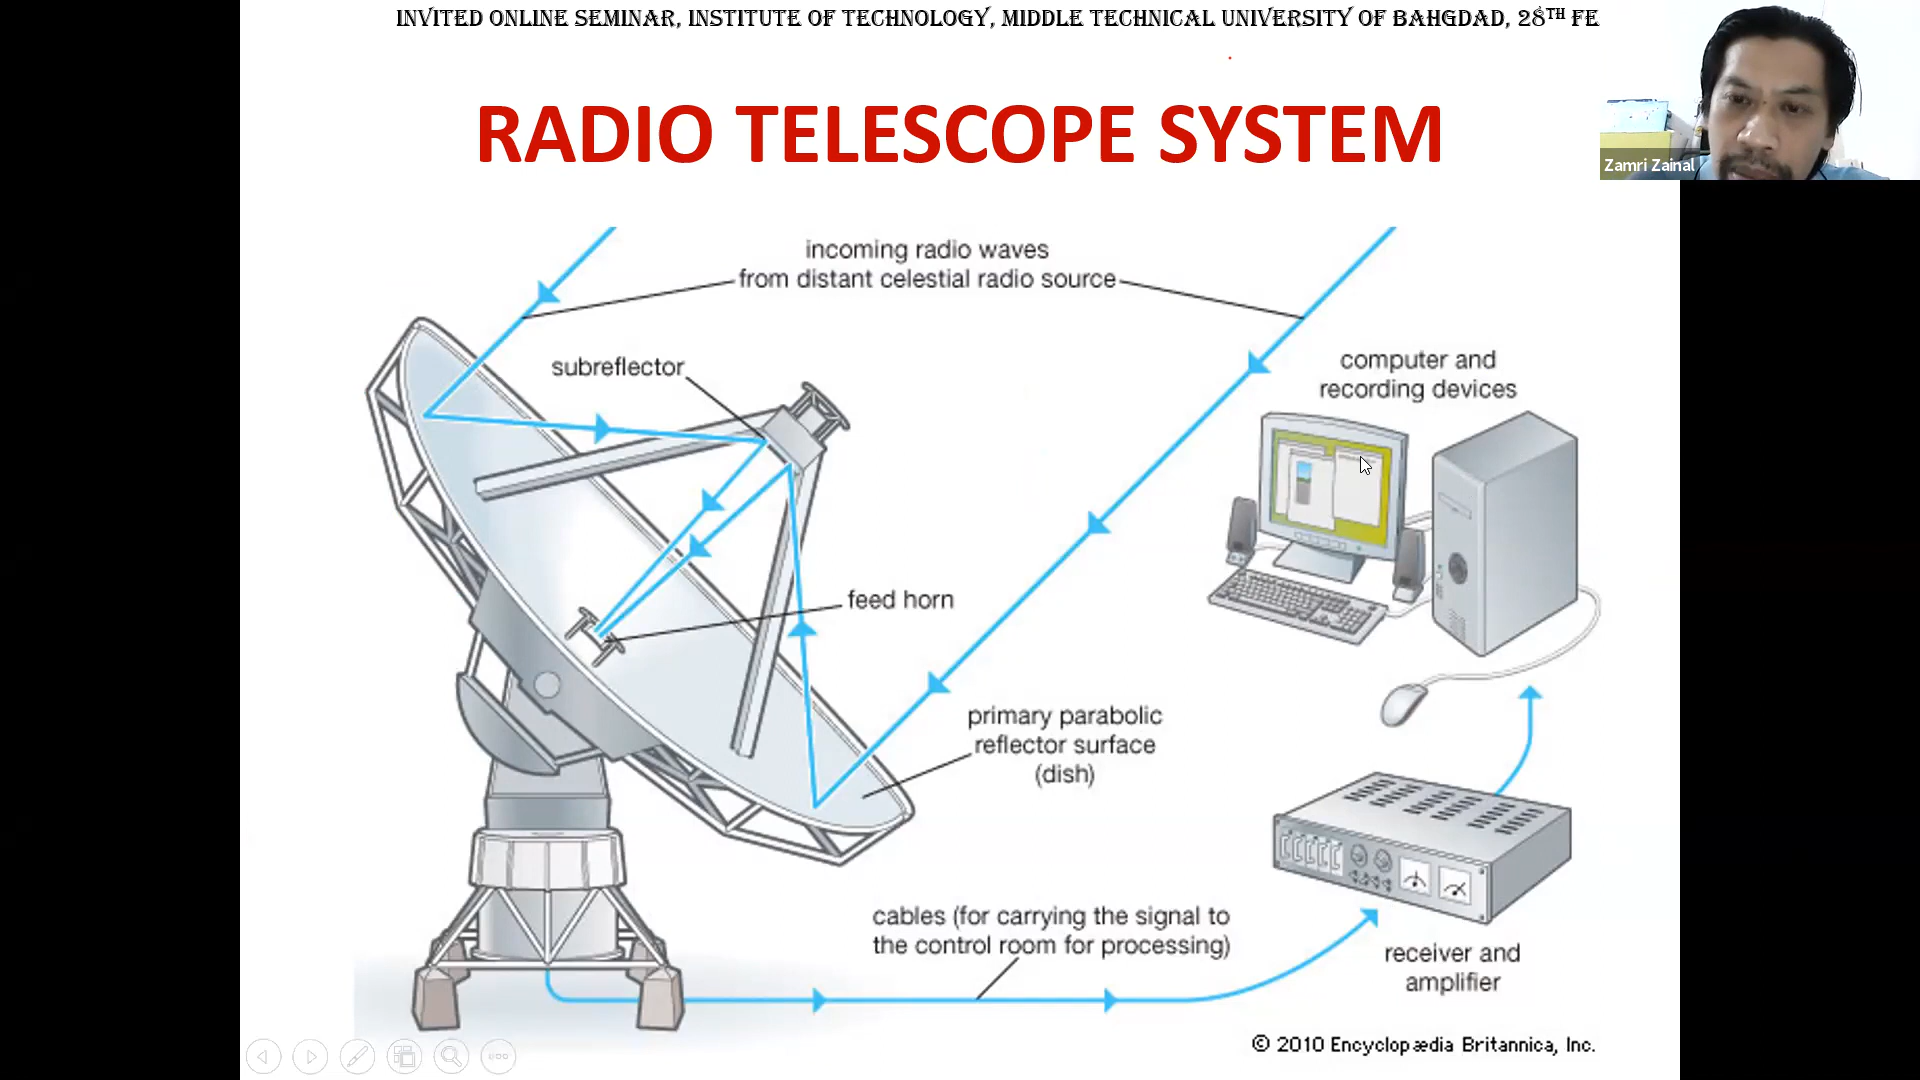 INVITED ONLINE SEMINAR, INSTITUTE OF TECHNOLOGY, MIDDLE TECHNICAL UNIVERSITY OF BAHGDAD, 28TH FE
RADIO TELESCOPE SYSTEM
Zamri Zainal
incoming radio waves
from distant celestial radio source
subreflector
computer and
recording devices
feed horn
primary parabolic
reflector surface
(dish)
cables (for carrying the signal to
the control room for processing)
receiver and
amplifier
© 2010 Encyclopædia Britannica, Inc.